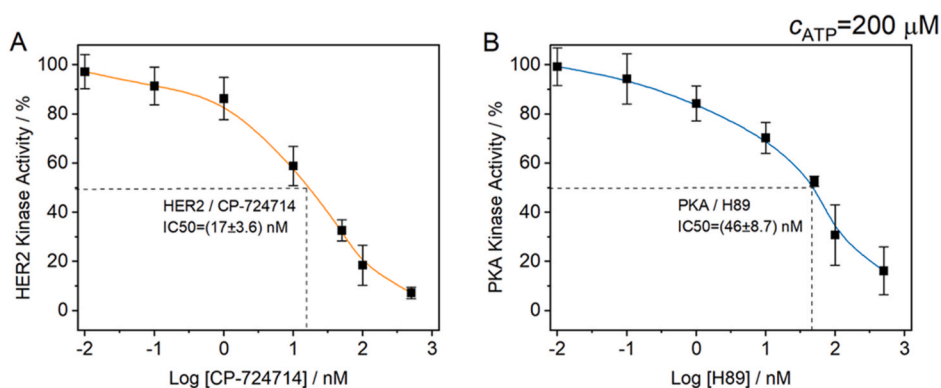 c_ATP=200 μM
A
HER2 Kinase Activity / %
100
80
60
40
20
0
HER2 / CP-724714
IC50=(17±3.6) nM
-2 -1 0 1 2 3
Log [CP-724714] / nM
B
PKA Kinase Activity / %
100
80
60
40
20
0
PKA / H89
IC50=(46±8.7) nM
-2 -1 0 1 2 3
Log [H89] / nM